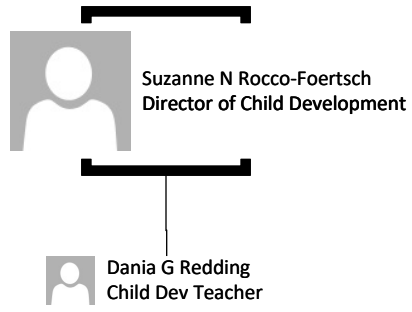 Suzanne N Rocco-Foertsch
Director of Child Development
Dania G Redding
Child Dev Teacher